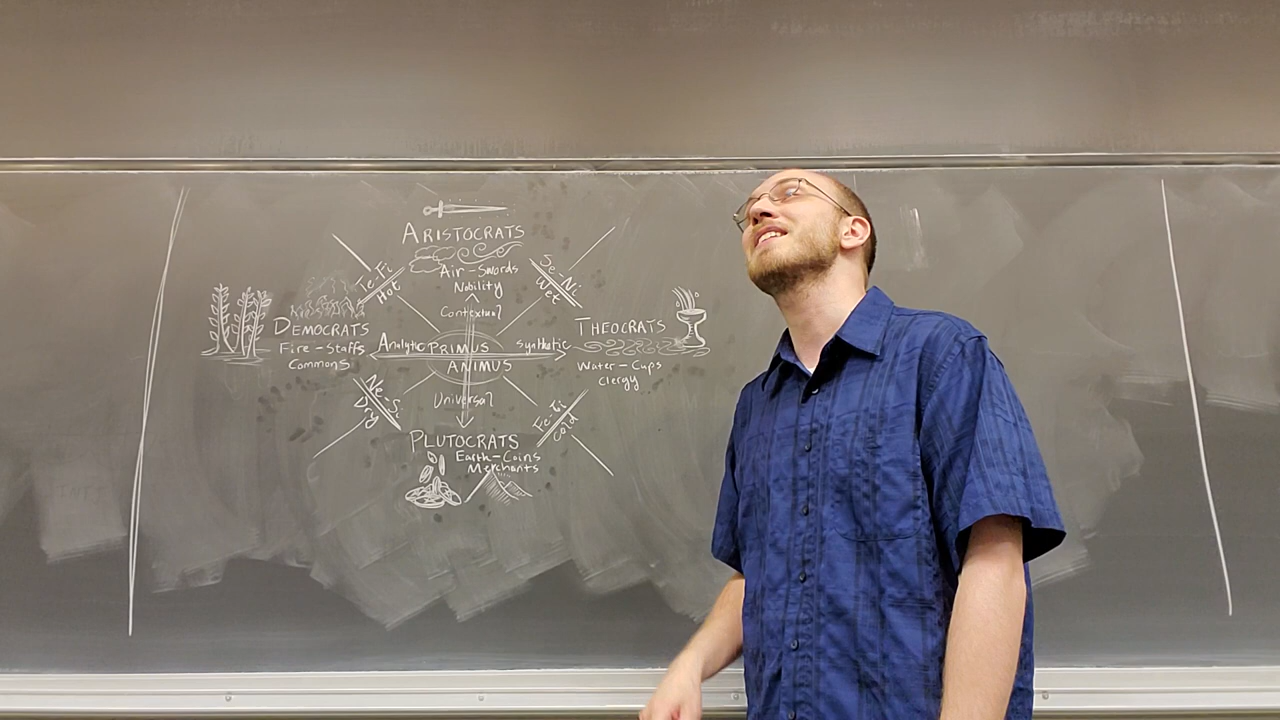 ARISTOCRATS
Air-Swords
Nobility
Contextual
Te-Fi
Hot
Se-Ni
Wet
DEMOCRATS
Fire-Staffs
Commons
Analytic
PRIMUS
ANIMUS
synthetic
THEOCRATS
Water-Cups
clergy
Ne-Si
Dry
Universal
Fe-Ti
Cold
PLUTOCRATS
Earth-Coins
Merchants